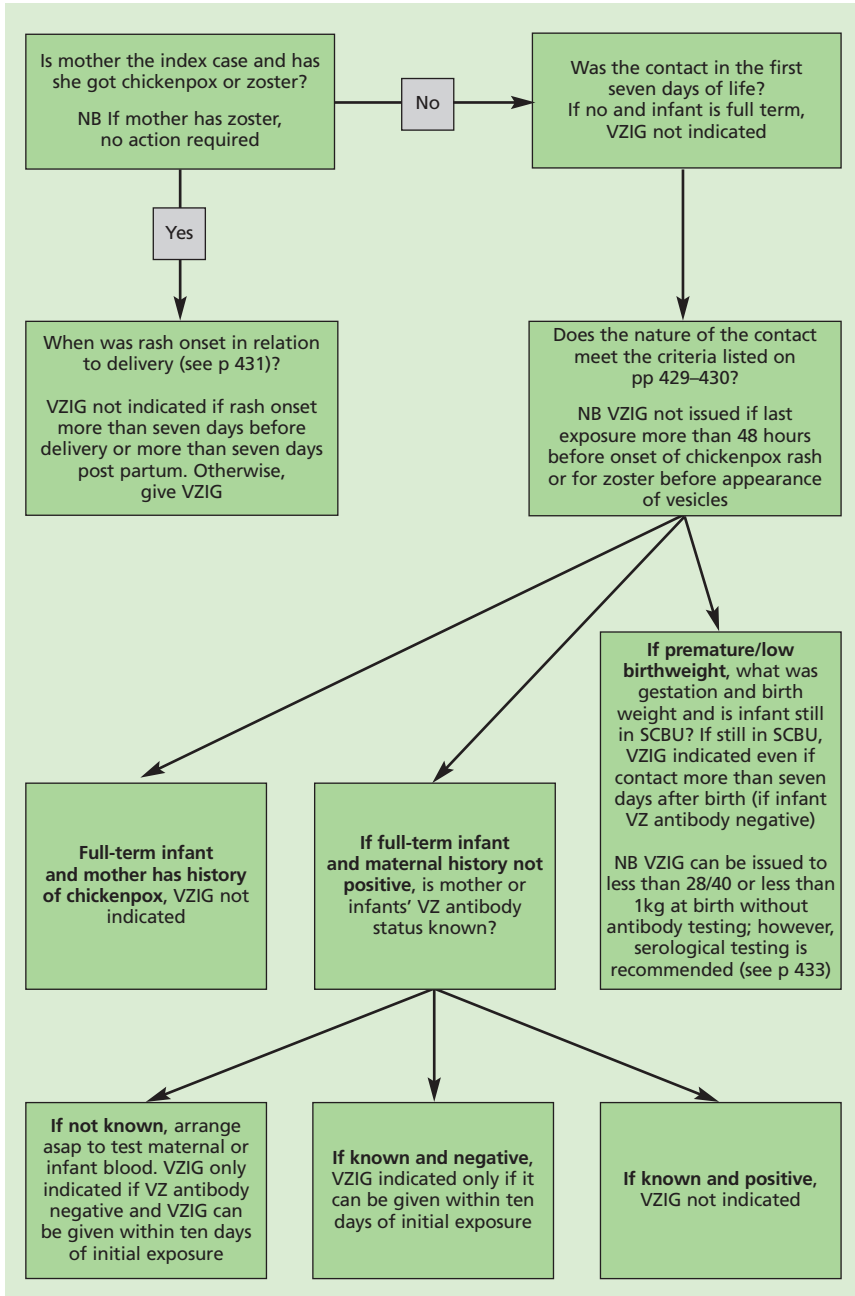 Is mother the index case and has
she got chickenpox or zoster?
NB If mother has zoster,
no action required
No
Was the contact in the first
seven days of life?
If no and infant is full term,
VZIG not indicated
Yes
When was rash onset in relation
to delivery (see p 431)?
VZIG not indicated if rash onset
more than seven days before
delivery or more than seven days
post partum. Otherwise,
give VZIG
Does the nature of the contact
meet the criteria listed on
pp 429–430?
NB VZIG not issued if last
exposure more than 48 hours
before onset of chickenpox rash
or for zoster before appearance
of vesicles
Full-term infant
and mother has history
of chickenpox, VZIG not
indicated
If full-term infant
and maternal history not
positive, is mother or
infants’ VZ antibody
status known?
If premature/low
birthweight, what was
gestation and birth
weight and is infant still
in SCBU? If still in SCBU,
VZIG indicated even if
contact more than seven
days after birth (if infant
VZ antibody negative)
NB VZIG can be issued to
less than 28/40 or less than
1kg at birth without
antibody testing; however,
serological testing is
recommended (see p 433)
If not known, arrange
asap to test maternal or
infant blood. VZIG only
indicated if VZ antibody
negative and VZIG can
be given within ten days
of initial exposure
If known and negative,
VZIG indicated only if it
can be given within ten
days of initial exposure
If known and positive,
VZIG not indicated